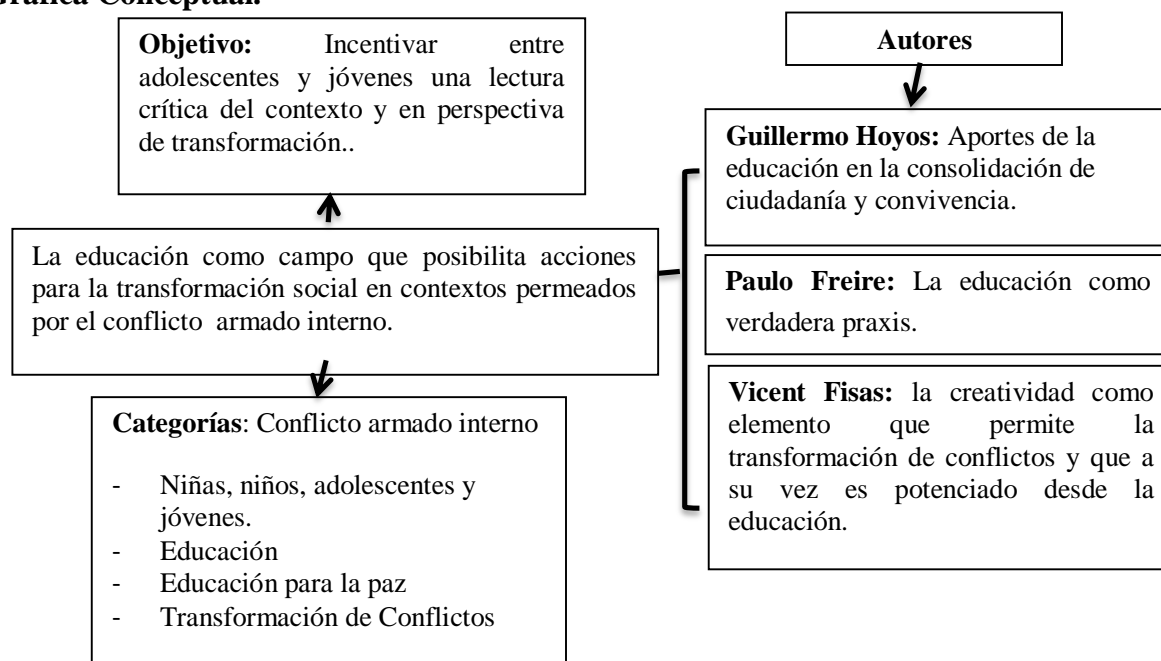 Gráfica Conceptual.
Objetivo: Incentivar entre
adolescentes y jóvenes una lectura
crítica del contexto y en perspectiva
de transformación..
La educación como campo que posibilita acciones
para la transformación social en contextos permeados
por el conflicto armado interno.
Categorías: Conflicto armado interno
- Niñas, niños, adolescentes y
jóvenes.
- Educación
- Educación para la paz
- Transformación de Conflictos
Autores
Guillermo Hoyos: Aportes de la
educación en la consolidación de
ciudadanía y convivencia.
Paulo Freire: La educación como
verdadera praxis.
Vicent Fisas: la creatividad como
elemento que permite la
transformación de conflictos y que a
su vez es potenciado desde la
educación.